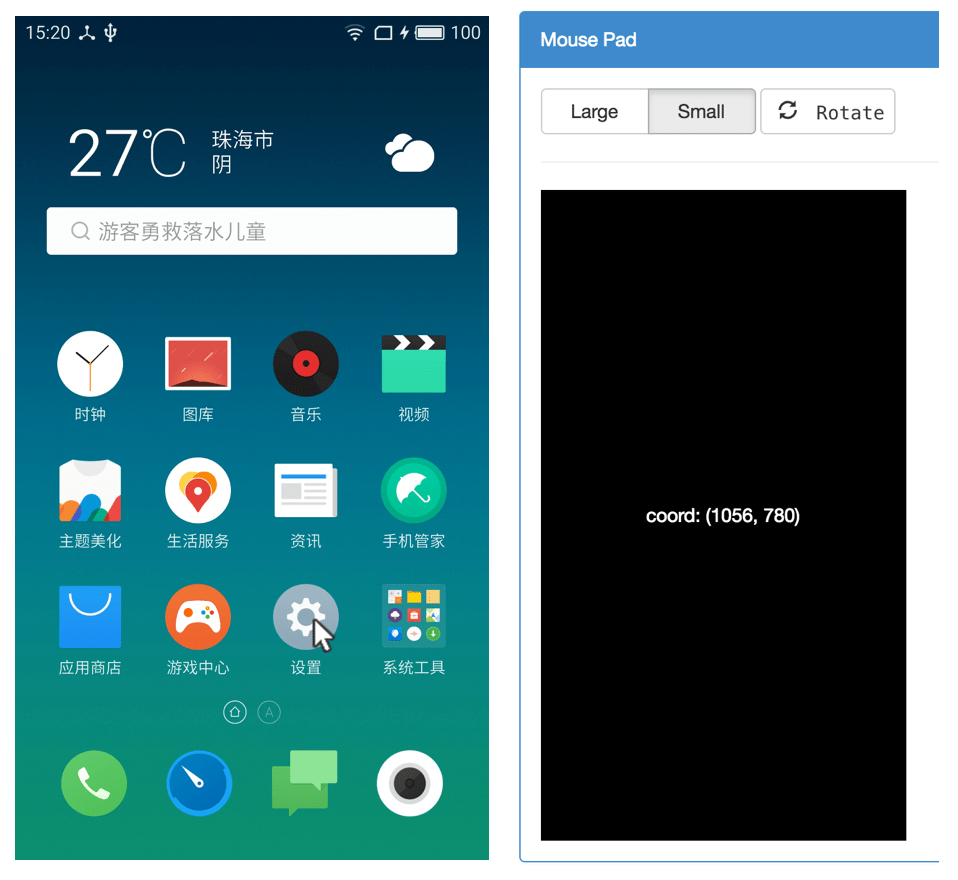 15:20
100
27℃
珠海市
阴
游客勇救落水儿童
时钟
图库
音乐
视频
主题美化
生活服务
资讯
手机管家
应用商店
游戏中心
设置
系统工具
A
Mouse Pad
Large
Small
Rotate
coord: (1056, 780)